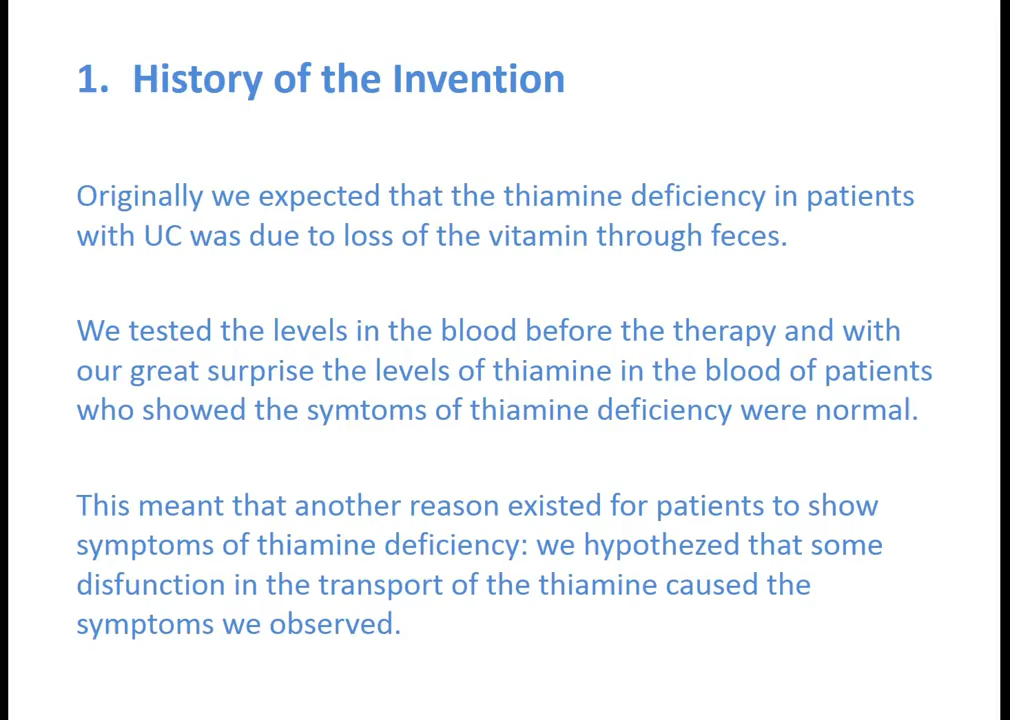 1. History of the Invention
Originally we expected that the thiamine deficiency in patients
with UC was due to loss of the vitamin through feces.
We tested the levels in the blood before the therapy and with
our great surprise the levels of thiamine in the blood of patients
who showed the symtoms of thiamine deficiency were normal.
This meant that another reason existed for patients to show
symptoms of thiamine deficiency: we hypothezed that some
disfunction in the transport of the thiamine caused the
symptoms we observed.